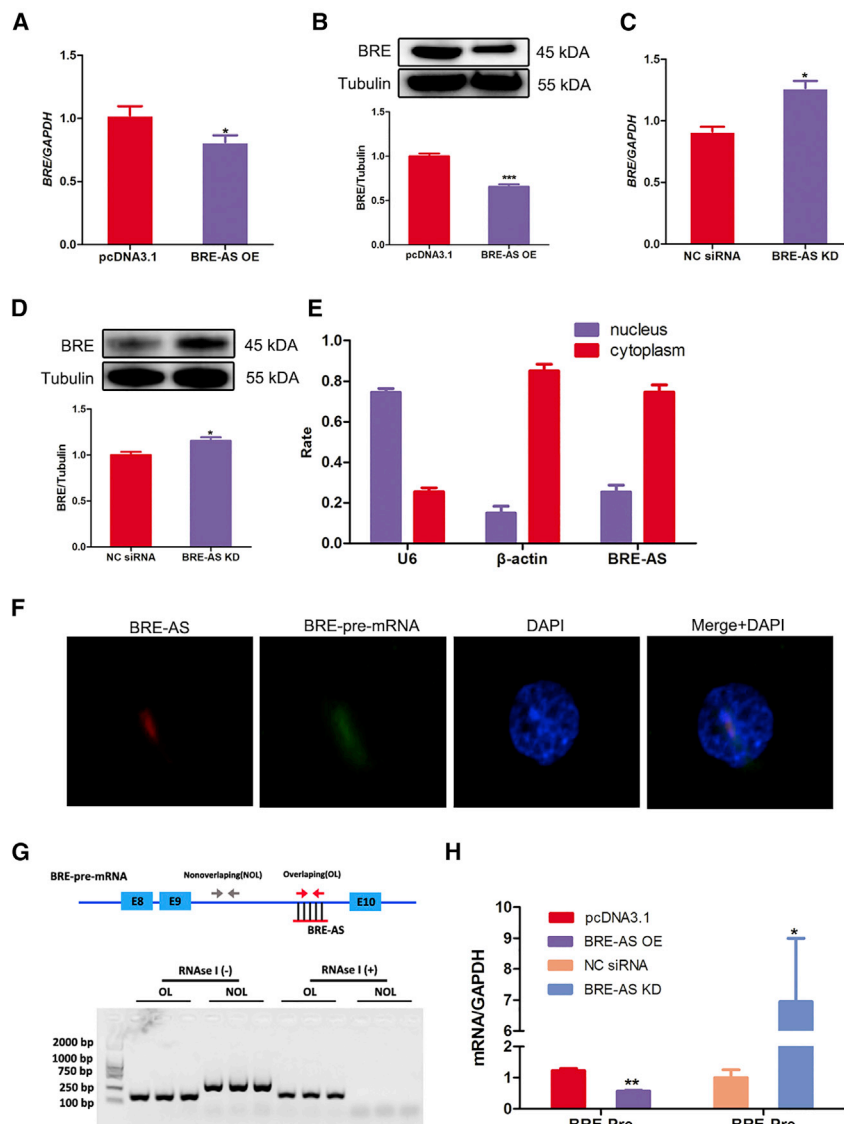 A
BRE/GAPDH
1.5
1.0
0.5
0.0
*
pcDNA3.1
BRE-AS OE
B
BRE
45 kDA
Tubulin
55 kDA
BRE/Tubulin
1.5
1.0
0.5
0.0
***
pcDNA3.1
BRE-AS OE
C
BRE/GAPDH
1.5
1.0
0.5
0.0
*
NC siRNA
BRE-AS KD
D
BRE
45 kDA
Tubulin
55 kDA
BRE/Tubulin
1.5
1.0
0.5
0.0
*
NC siRNA
BRE-AS KD
E
nucleus
cytoplasm
Rate
0.8
0.6
0.4
0.2
0.0
U6
β-actin
BRE-AS
F
BRE-AS
BRE-pre-mRNA
DAPI
Merge+DAPI
G
BRE-pre-mRNA
Nonoverlaping(NOL)
Overlaping(OL)
E8
E9
E10
BRE-AS
RNAse I (-)
RNAse I (+)
OL
NOL
OL
NOL
2000 bp
1000 bp
750 bp
250 bp
100 bp
H
mRNA/GAPDH
10
9
8
7
6
2
1
0
pcDNA3.1
BRE-AS OE
NC siRNA
BRE-AS KD
**
*
BRE-Pre
BRE-Pre